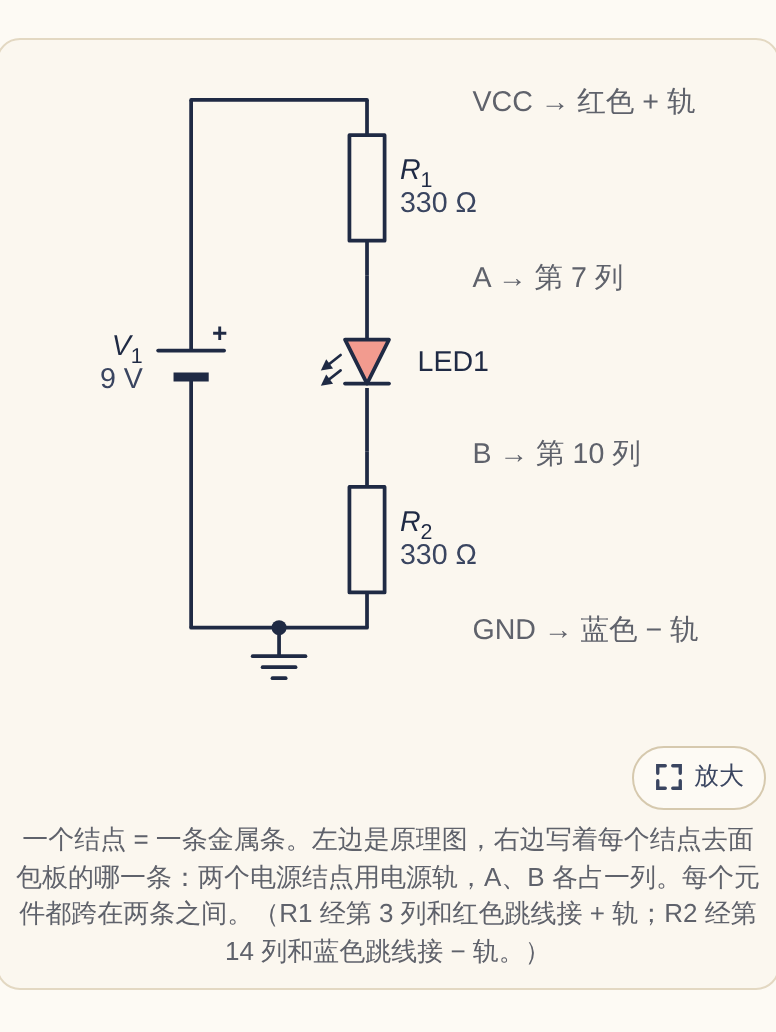 VCC → 红色 + 轨
R1
330 Ω
A → 第 7 列
+
V1
9 V
LED1
B → 第 10 列
R2
330 Ω
GND → 蓝色 − 轨
放大
一个结点 = 一条金属条。左边是原理图，右边写着每个结点去面
包板的哪一条：两个电源结点用电源轨，A、B 各占一列。每个元
件都跨在两条之间。（R1 经第 3 列和红色跳线接 + 轨；R2 经第
14 列和蓝色跳线接 − 轨。）